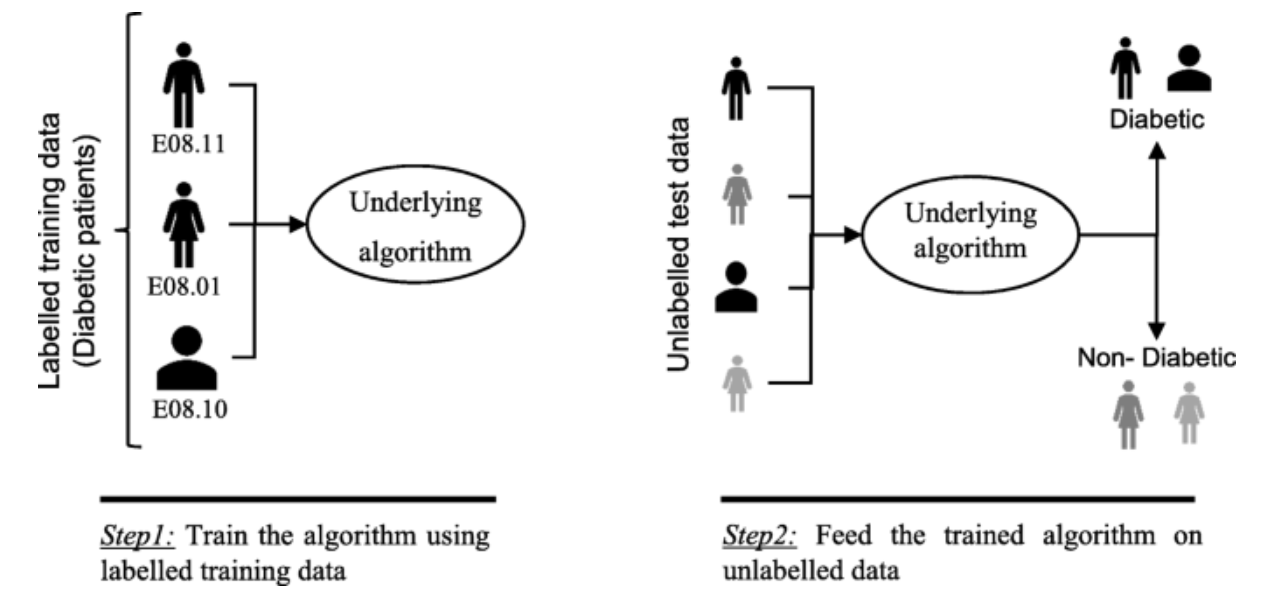 Labelled training data
(Diabetic patients)
E08.11
E08.01
E08.10
Underlying
algorithm
Step1: Train the algorithm using
labelled training data
Unlabelled test data
Underlying
algorithm
Diabetic
Non- Diabetic
Step2: Feed the trained algorithm on
unlabelled data